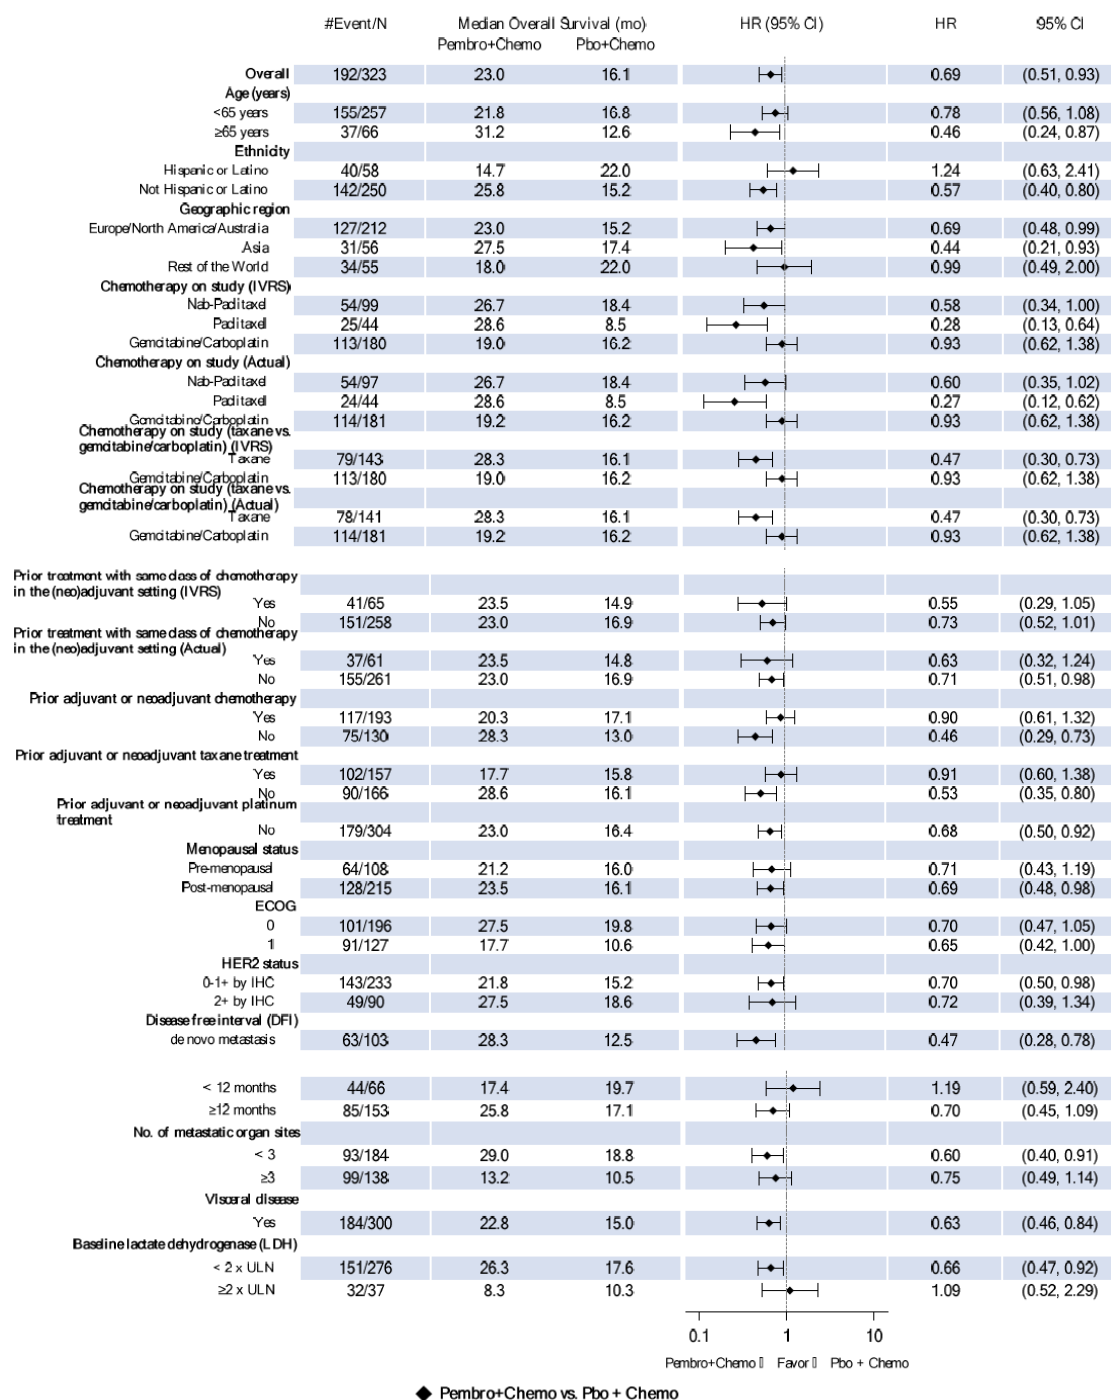 #Event/N Median Overall Survival (mo) HR (95% CI) HR 95% CI
Pembro+Chemo Pbo+Chemo
Overall 192/323 23.0 16.1 0.69 (0.51, 0.93)
Age (years)
<65 years 155/257 21.8 16.8 0.78 (0.56, 1.08)
≥65 years 37/66 31.2 12.6 0.46 (0.24, 0.87)
Ethnicity
Hispanic or Latino 40/58 14.7 22.0 1.24 (0.63, 2.41)
Not Hispanic or Latino 142/250 25.8 15.2 0.57 (0.40, 0.80)
Geographic region
Europe/North America/Australia 127/212 23.0 15.2 0.69 (0.48, 0.99)
Asia 31/56 27.5 17.4 0.44 (0.21, 0.93)
Rest of the World 34/55 18.0 22.0 0.99 (0.49, 2.00)
Chemotherapy on study (IVRS)
Nab-Paclitaxel 54/99 26.7 18.4 0.58 (0.34, 1.00)
Paclitaxel 25/44 28.6 8.5 0.28 (0.13, 0.64)
Gemcitabine/Carboplatin 113/180 19.0 16.2 0.93 (0.62, 1.38)
Chemotherapy on study (Actual)
Nab-Paclitaxel 54/97 26.7 18.4 0.60 (0.35, 1.02)
Paclitaxel 24/44 28.6 8.5 0.27 (0.12, 0.62)
Gemcitabine/Carboplatin 114/181 19.2 16.2 0.93 (0.62, 1.38)
Chemotherapy on study (taxane vs.
gemcitabine/carboplatin) (IVRS)
Taxane 79/143 28.3 16.1 0.47 (0.30, 0.73)
Gemcitabine/Carboplatin 113/180 19.0 16.2 0.93 (0.62, 1.38)
Chemotherapy on study (taxane vs.
gemcitabine/carboplatin) (Actual)
Taxane 78/141 28.3 16.1 0.47 (0.30, 0.73)
Gemcitabine/Carboplatin 114/181 19.2 16.2 0.93 (0.62, 1.38)
Prior treatment with same class of chemotherapy
in the (neo)adjuvant setting (IVRS)
Yes 41/65 23.5 14.9 0.55 (0.29, 1.05)
No 151/258 23.0 16.9 0.73 (0.52, 1.01)
Prior treatment with same class of chemotherapy
in the (neo)adjuvant setting (Actual)
Yes 37/61 23.5 14.8 0.63 (0.32, 1.24)
No 155/261 23.0 16.9 0.71 (0.51, 0.98)
Prior adjuvant or neoadjuvant chemotherapy
Yes 117/193 20.3 17.1 0.90 (0.61, 1.32)
No 75/130 28.3 13.0 0.46 (0.29, 0.73)
Prior adjuvant or neoadjuvant taxane treatment
Yes 102/157 17.7 15.8 0.91 (0.60, 1.38)
No 90/166 28.6 16.1 0.53 (0.35, 0.80)
Prior adjuvant or neoadjuvant platinum
treatment
No 179/304 23.0 16.4 0.68 (0.50, 0.92)
Menopausal status
Pre-menopausal 64/108 21.2 16.0 0.71 (0.43, 1.19)
Post-menopausal 128/215 23.5 16.1 0.69 (0.48, 0.98)
ECOG
0 101/196 27.5 19.8 0.70 (0.47, 1.05)
1 91/127 17.7 10.6 0.65 (0.42, 1.00)
HER2 status
0-1+ by IHC 143/233 21.8 15.2 0.70 (0.50, 0.98)
2+ by IHC 49/90 27.5 18.6 0.72 (0.39, 1.34)
Disease free interval (DFI)
de novo metastasis 63/103 28.3 12.5 0.47 (0.28, 0.78)
< 12 months 44/66 17.4 19.7 1.19 (0.59, 2.40)
≥12 months 85/153 25.8 17.1 0.70 (0.45, 1.09)
No. of metastatic organ sites
< 3 93/184 29.0 18.8 0.60 (0.40, 0.91)
≥3 99/138 13.2 10.5 0.75 (0.49, 1.14)
Visceral disease
Yes 184/300 22.8 15.0 0.63 (0.46, 0.84)
Baseline lactate dehydrogenase (LDH)
< 2 x ULN 151/276 26.3 17.6 0.66 (0.47, 0.92)
≥2 x ULN 32/37 8.3 10.3 1.09 (0.52, 2.29)
0.1 1 10
Pembro+Chemo Favor Pbo + Chemo
Pembro+Chemo vs. Pbo + Chemo